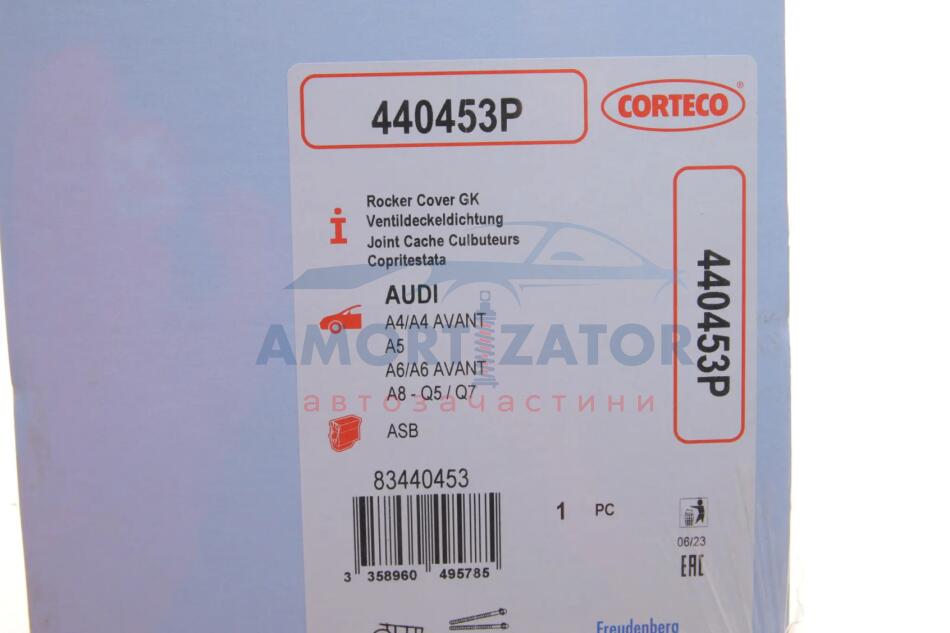 440453P
CORTECO®
Rocker Cover GK
Ventildeckeldichtung
Joint Cache Culbuteurs
Copritestata
440453P
AUDI
A4/A4 AVANT
A5
A6/A6 AVANT
A8 - Q5 / Q7
AMORTIZATOR
автозачастини
ASB
83440453
1 PC
06/23
EAC
3 358960 495785
Freudenberg